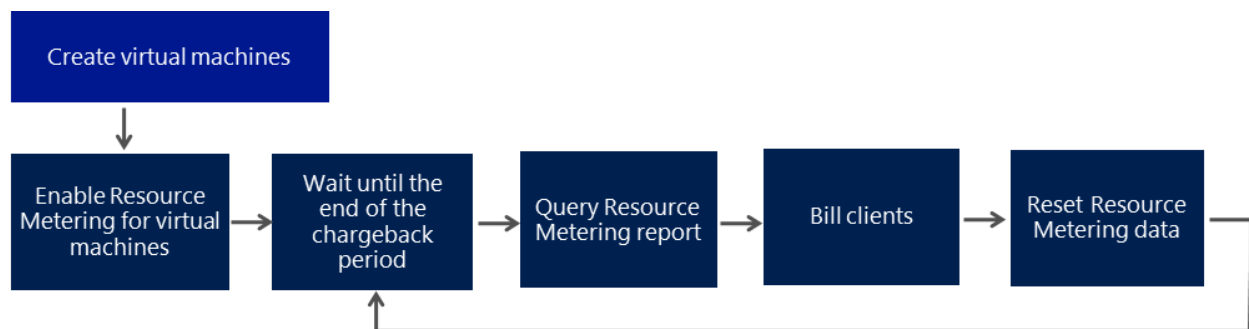 Create virtual machines
Enable Resource
Metering for virtual
machines
Wait until the
end of the
chargeback
period
Query Resource
Metering report
Bill clients
Reset Resource
Metering data